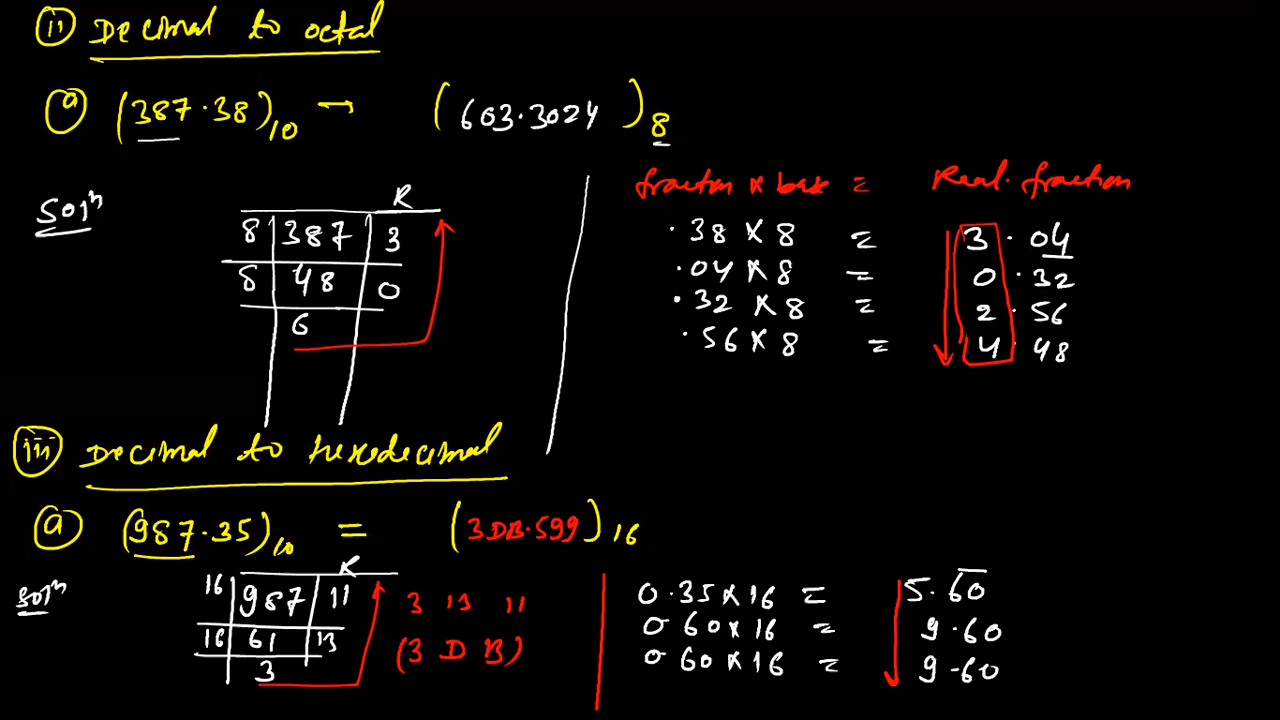 ii) Decimal to octal
a) (387.38)10 → (603.3024)8
Soln
R
8 387 3
8 48 0
6
fraction x base = Real. fraction
.38 x 8 = 3.04
.04 x 8 = 0.32
.32 x 8 = 2.56
.56 x 8 = 4.48
iii) Decimal to hexedecimal
a) (987.35)10 = (3DB.599)16
Soln
R
16 987 11
16 61 13
3
3 13 11
(3 D B)
0.35 x 16 = 5.60
0 60 x 16 = 9.60
0 60 x 16 = 9.60